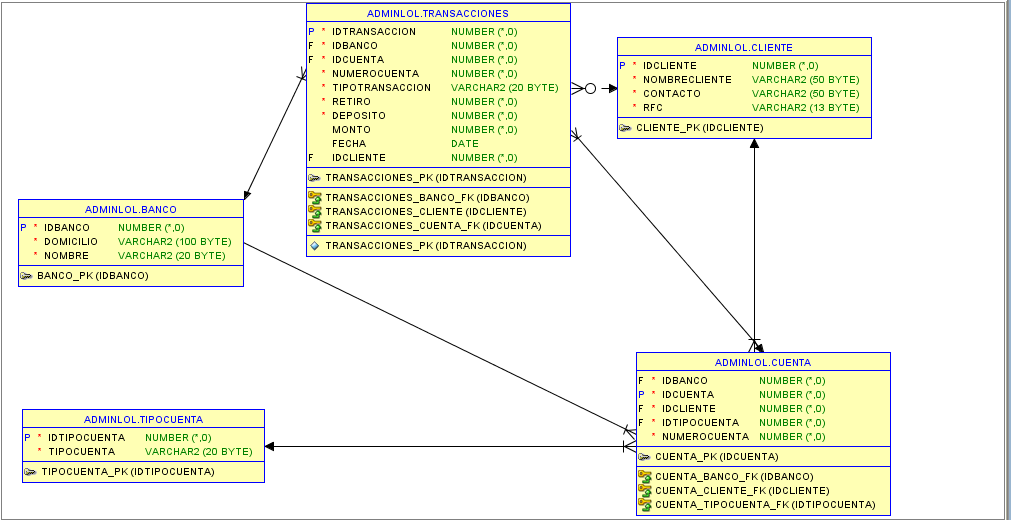 ADMINLOL.TRANSACCIONES
P * IDTRANSACCION NUMBER (*,0)
F * IDBANCO NUMBER (*,0)
F * IDCUENTA NUMBER (*,0)
* NUMEROCUENTA NUMBER (*,0)
* TIPOTRANSACCION VARCHAR2 (20 BYTE)
* RETIRO NUMBER (*,0)
* DEPOSITO NUMBER (*,0)
MONTO NUMBER (*,0)
FECHA DATE
F IDCLIENTE NUMBER (*,0)
TRANSACCIONES_PK (IDTRANSACCION)
TRANSACCIONES_BANCO_FK (IDBANCO)
TRANSACCIONES_CLIENTE (IDCLIENTE)
TRANSACCIONES_CUENTA_FK (IDCUENTA)
TRANSACCIONES_PK (IDTRANSACCION)
ADMINLOL.CLIENTE
P * IDCLIENTE NUMBER (*,0)
* NOMBRECLIENTE VARCHAR2 (50 BYTE)
* CONTACTO VARCHAR2 (50 BYTE)
* RFC VARCHAR2 (13 BYTE)
CLIENTE_PK (IDCLIENTE)
ADMINLOL.BANCO
P * IDBANCO NUMBER (*,0)
* DOMICILIO VARCHAR2 (100 BYTE)
* NOMBRE VARCHAR2 (20 BYTE)
BANCO_PK (IDBANCO)
ADMINLOL.TIPOCUENTA
P * IDTIPOCUENTA NUMBER (*,0)
* TIPOCUENTA VARCHAR2 (20 BYTE)
TIPOCUENTA_PK (IDTIPOCUENTA)
ADMINLOL.CUENTA
F * IDBANCO NUMBER (*,0)
P * IDCUENTA NUMBER (*,0)
F * IDCLIENTE NUMBER (*,0)
F * IDTIPOCUENTA NUMBER (*,0)
* NUMEROCUENTA NUMBER (*,0)
CUENTA_PK (IDCUENTA)
CUENTA_BANCO_FK (IDBANCO)
CUENTA_CLIENTE_FK (IDCLIENTE)
CUENTA_TIPOCUENTA_FK (IDTIPOCUENTA)